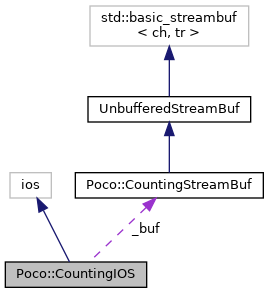 std::basic_streambuf
< ch, tr >
UnbufferedStreamBuf
ios
Poco::CountingStreamBuf
_buf
Poco::CountingIOS